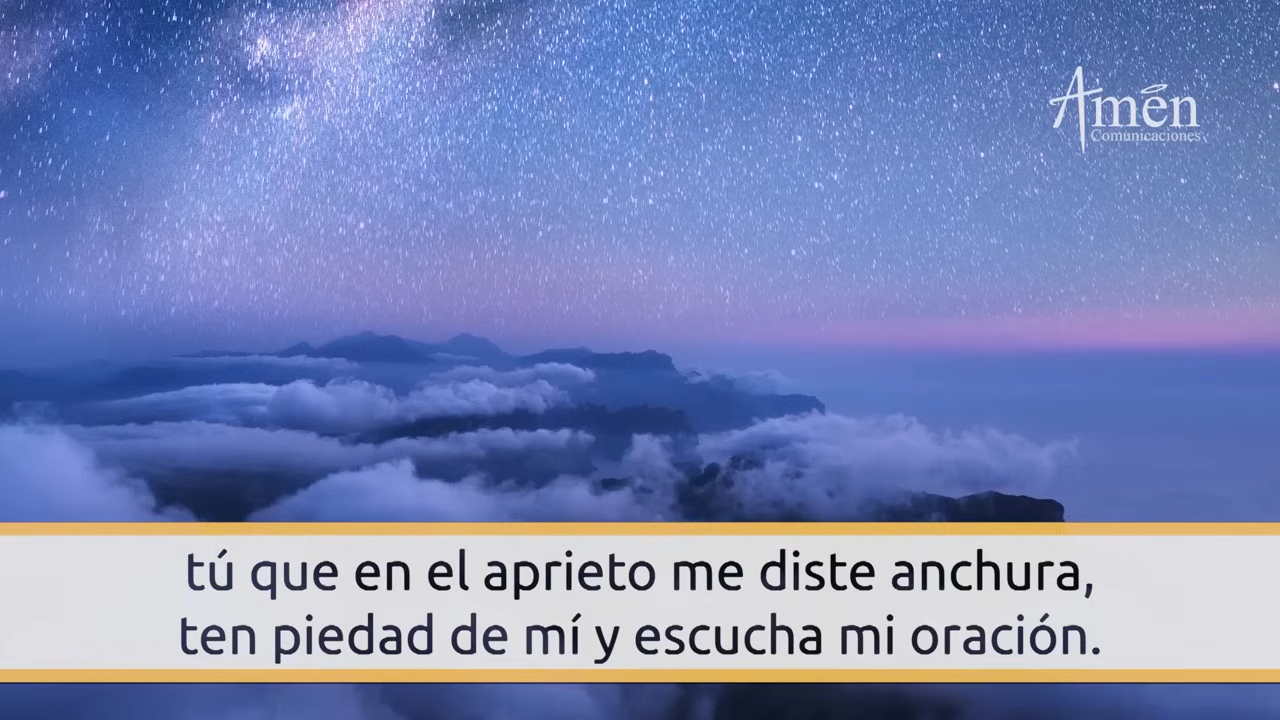 Amén
Comunicaciones
tú que en el aprieto me diste anchura,
ten piedad de mí y escucha mi oración.